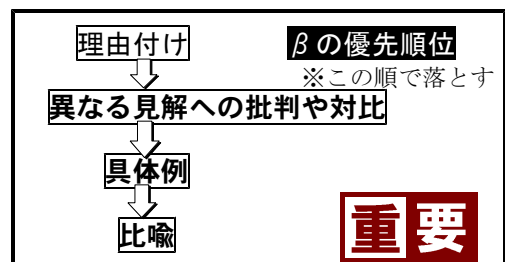 理由付け
βの優先順位
※この順で落とす
異なる見解への批判や対比
具体例
比喩
重要